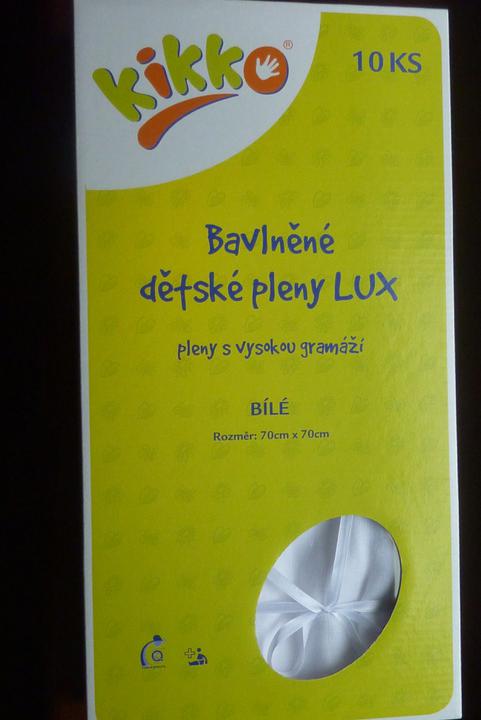 kikko®
10 KS
Bavlněné
dětské pleny LUX
pleny s vysokou gramáží
BÍLÉ
Rozměr: 70cm x 70cm
Q